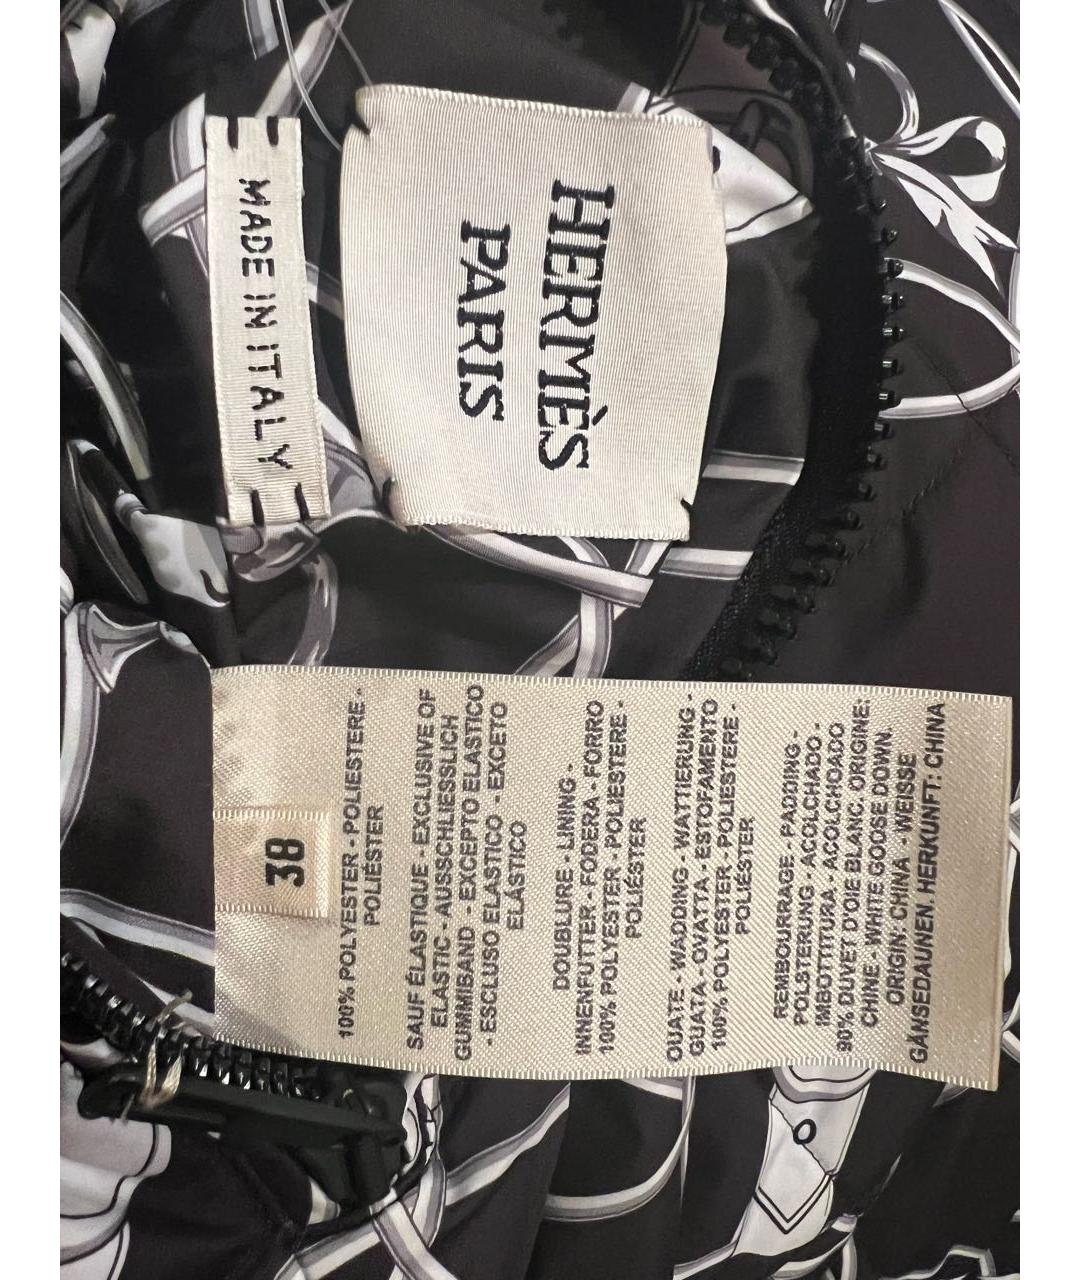 HERMÈS
PARIS
MADE IN ITALY
38
100% POLYESTER - POLIESTERE -
POLIÉSTER
SAUF ÉLASTIQUE - EXCLUSIVE OF
ELASTIC - AUSSCHLIESSLICH
GUMMIBAND - EXCEPTO ELASTICO
- ESCLUSO ELASTICO - EXCETO
ELÁSTICO
DOUBLURE - LINING -
INNENFUTTER - FODERA - FORRO
100% POLYESTER - POLIESTERE -
POLIÉSTER
OUATE - WADDING - WATTIERUNG -
GUATA - OVATTA - ESTOFAMENTO
100% POLYESTER - POLIESTERE -
POLIÉSTER
REMBOURRAGE - PADDING -
POLSTERUNG - ACOLCHADO -
IMBOTTITURA - ACOLCHOADO
90% DUVET D'OIE BLANC. ORIGINE:
CHINE - WHITE GOOSE DOWN.
ORIGIN: CHINA - WEISSE
GÄNSEDAUNEN. HERKUNFT: CHINA